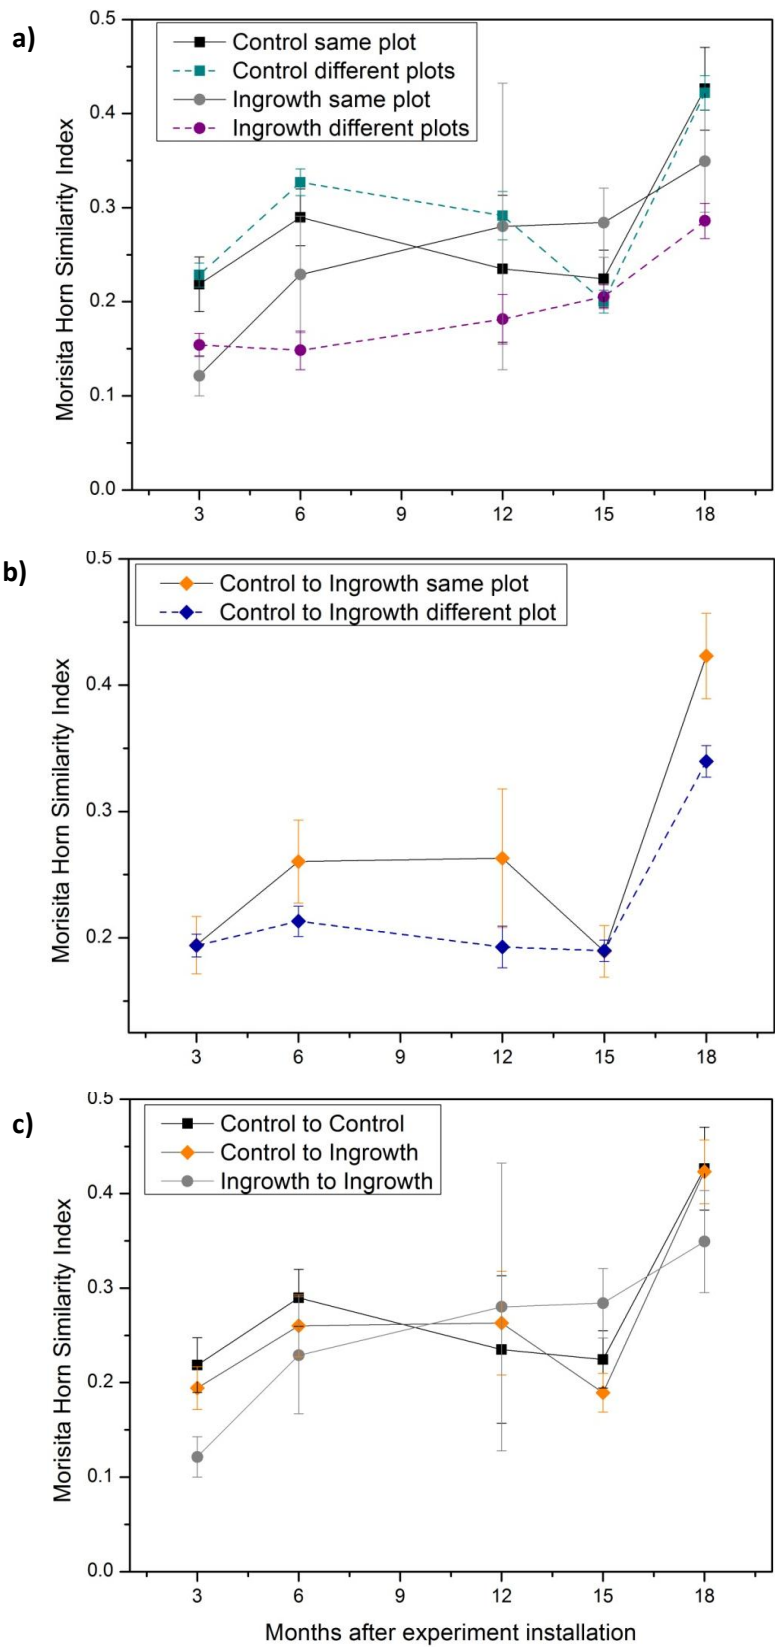 a)
0.5
Control same plot
Control different plots
Ingrowth same plot
Ingrowth different plots
0.4
0.3
0.2
0.1
0.0
Morisita Horn Similarity Index
3 6 9 12 15 18
b)
0.5
Control to Ingrowth same plot
Control to Ingrowth different plot
0.4
0.3
0.2
Morisita Horn Similarity Index
3 6 9 12 15 18
c)
0.5
Control to Control
Control to Ingrowth
Ingrowth to Ingrowth
0.4
0.3
0.2
0.1
0.0
Morisita Horn Similarity Index
3 6 9 12 15 18
Months after experiment installation